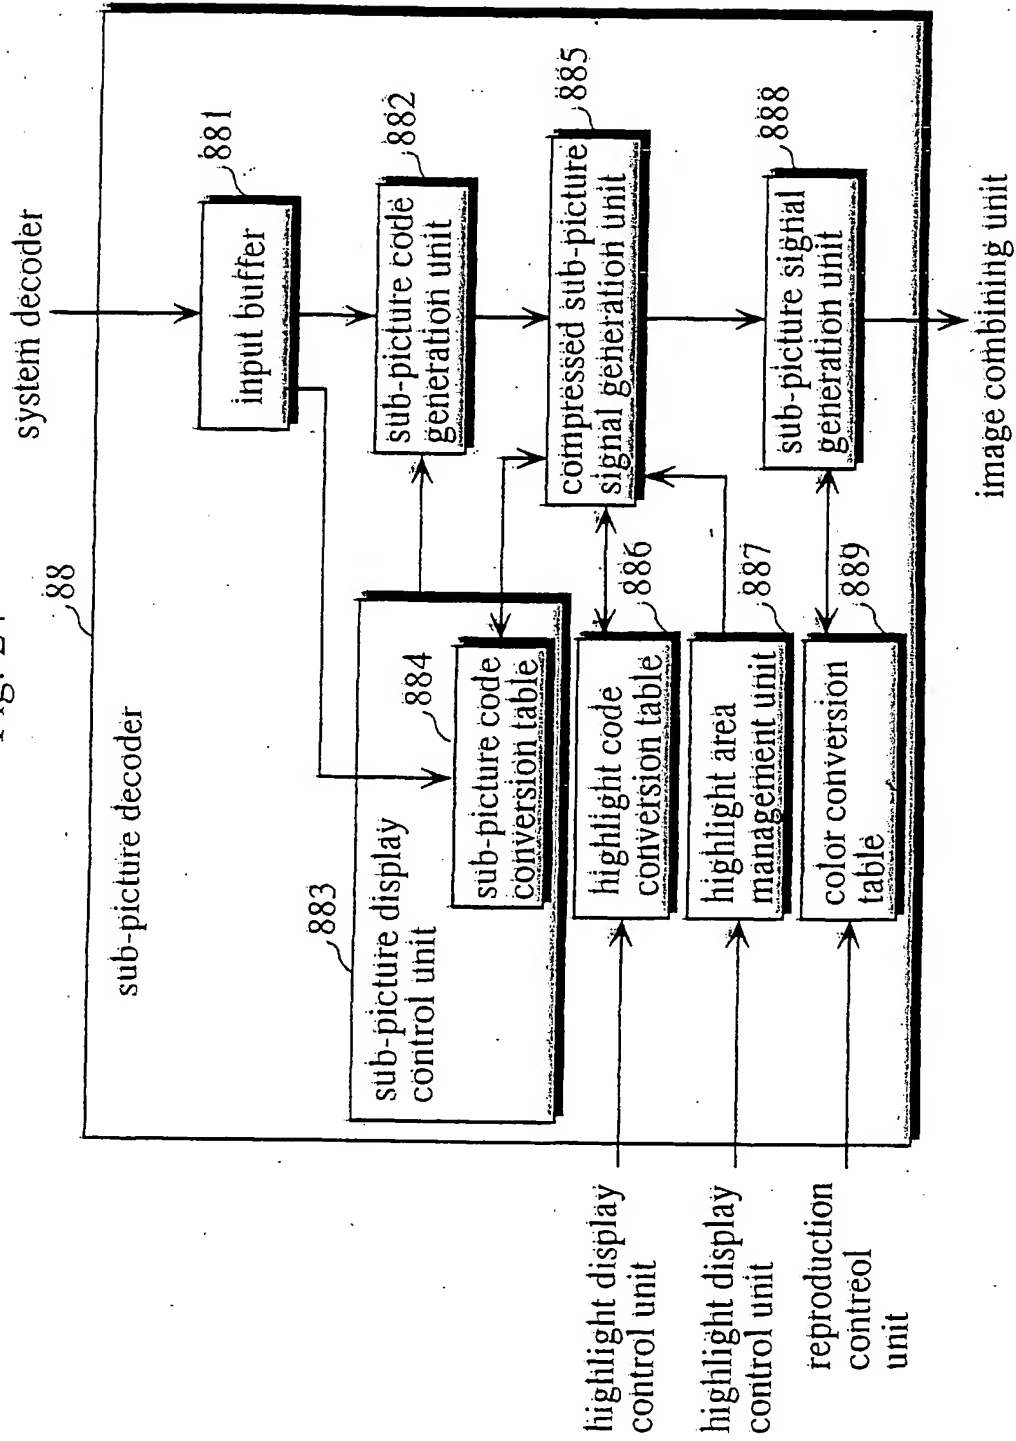 88
system decoder
sub-picture decoder
881
input buffer
882
sub-picture code
generation unit
883
sub-picture display
control unit
884
sub-picture code
conversion table
885
compressed sub-picture
signal generation unit
highlight display
control unit
highlight code
conversion table
886
highlight display
control unit
highlight area
management unit
887
888
sub-picture signal
generation unit
reproduction
contreol
unit
color conversion
table
889
image combining unit